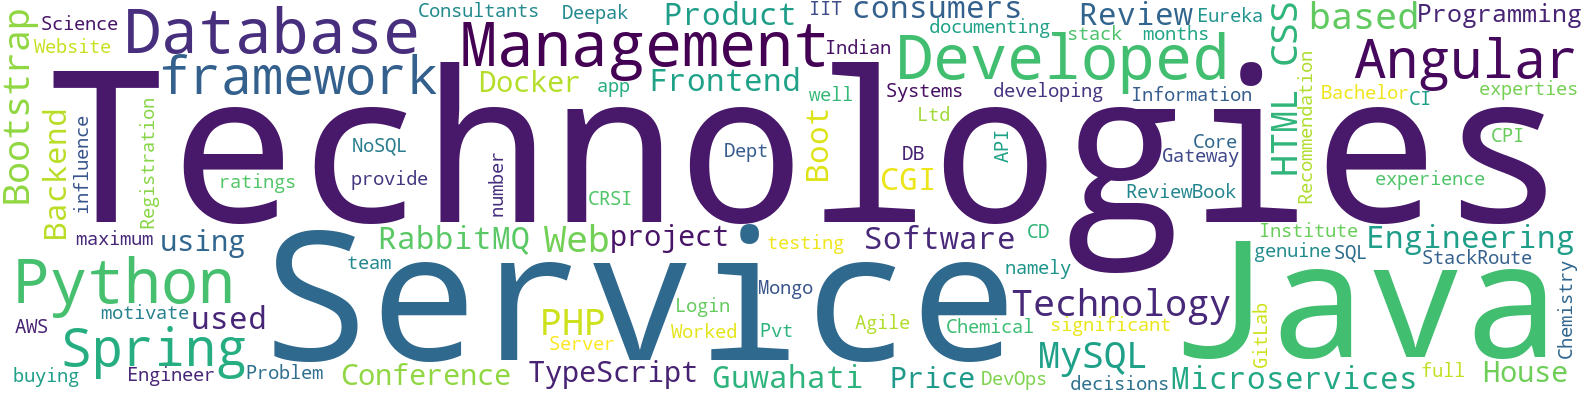 Technologies
Service
Java
Database
Management
Developed
Angular
framework
Python
Spring
Bootstrap
Backend
Science
Website
influence
Registration
Consultants
Deepak
Product
IIT
consumers
Indian
documenting
Review
Eureka
stack
months
CSS
based
Programming
Docker
app
Frontend
well
Systems
developing
Information
HTML
Recommendation
Bachelor
CI
experties
NoSQL
ratings
provide
number
CRSI
Dept
Boot
CGI
Ltd
DB
API
Core
Gateway
ReviewBook
CPI
experience
maximum
using
RabbitMQ
Web
project
testing
Software
CD
Institute
Engineering
genuine
SQL
StackRoute
team
namely
Mongo
Technology
motivate
used
AWS
Login
PHP
Server
Worked
Pvt
Agile
Chemical
significant
MySQL
GitLab
Chemistry
buying
Engineer
Problem
Conference
TypeScript
Guwahati
Price
DevOps
decisions
Microservices
full
House